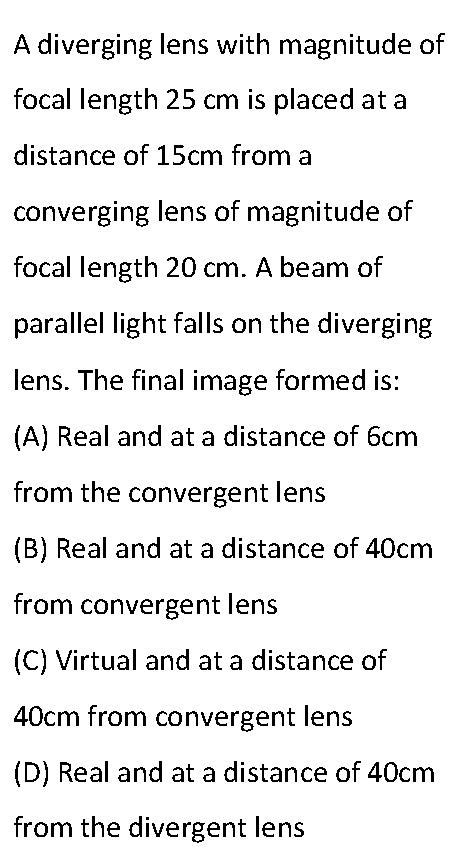 A diverging lens with magnitude of
focal length 25 cm is placed at a
distance of 15cm from a
converging lens of magnitude of
focal length 20 cm. A beam of
parallel light falls on the diverging
lens. The final image formed is:
(A) Real and at a distance of 6cm
from the convergent lens
(B) Real and at a distance of 40cm
from convergent lens
(C) Virtual and at a distance of
40cm from convergent lens
(D) Real and at a distance of 40cm
from the divergent lens